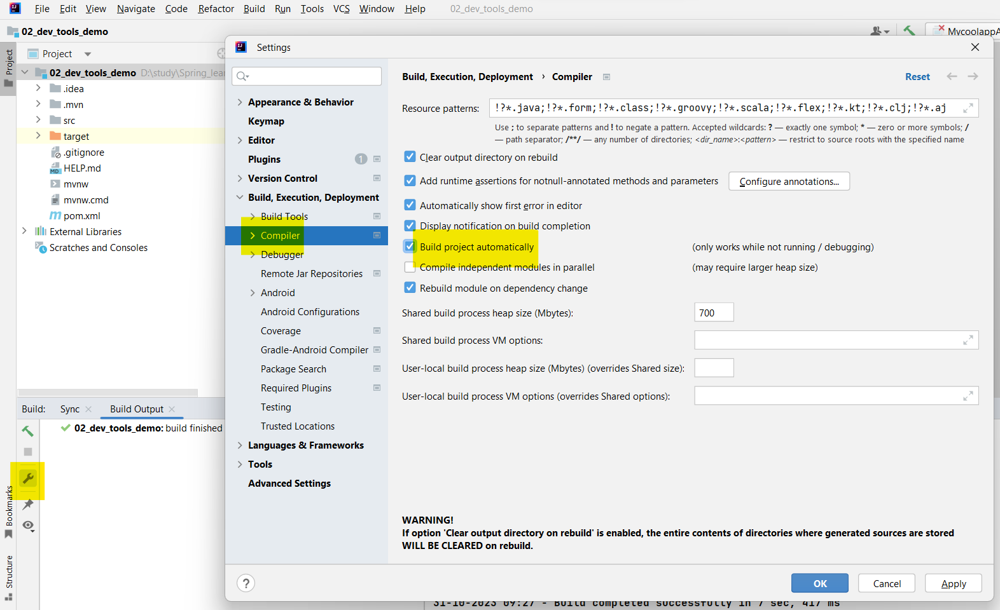 File Edit View Navigate Code Refactor Build Run Tools VCS Window Help 02_dev_tools_demo
02_dev_tools_demo
Project
Project
02_dev_tools_demo
.idea
.mvn
src
target
.gitignore
HELP.md
mvnw
mvnw.cmd
pom.xml
External Libraries
Scratches and Consoles
Build: Sync Build Output
02_dev_tools_demo: build finished
Bookmarks
Structure
Settings
Appearance & Behavior
Keymap
Editor
Plugins 1
Version Control
Build, Execution, Deployment
Build Tools
Compiler
Debugger
Remote Jar Repositories
Android
Android Configurations
Coverage
Gradle-Android Compiler
Package Search
Required Plugins
Testing
Trusted Locations
Languages & Frameworks
Tools
Advanced Settings
Build, Execution, Deployment › Compiler Reset
Resource patterns: !?*.java;!?*.form;!?*.class;!?*.groovy;!?*.scala;!?*.flex;!?*.kt;!?*.clj;!?*.aj
Use ; to separate patterns and ! to negate a pattern. Accepted wildcards: ? — exactly one symbol; * — zero or more symbols; /
— path separator; /**/ — any number of directories; <dir_name>:<pattern> — restrict to source roots with the specified name
Clear output directory on rebuild
Add runtime assertions for notnull-annotated methods and parameters Configure annotations...
Automatically show first error in editor
Display notification on build completion
Build project automatically (only works while not running / debugging)
Compile independent modules in parallel (may require larger heap size)
Rebuild module on dependency change
Shared build process heap size (Mbytes): 700
Shared build process VM options:
User-local build process heap size (Mbytes) (overrides Shared size):
User-local build process VM options (overrides Shared options):
WARNING!
If option 'Clear output directory on rebuild' is enabled, the entire contents of directories where generated sources are stored
WILL BE CLEARED on rebuild.
? OK Cancel Apply
31-10-2023 09:27 - Build completed successfully in 7 sec, 417 ms